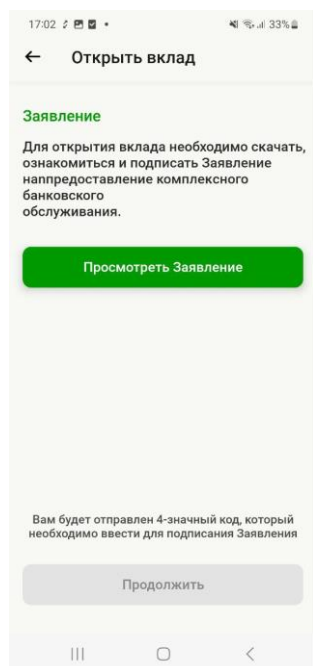 17:02
33%
Открыть вклад
Заявление
Для открытия вклада необходимо скачать,
ознакомиться и подписать Заявление
наппредоставление комплексного
банковского
обслуживания.
Просмотреть Заявление
Вам будет отправлен 4-значный код, который
необходимо ввести для подписания Заявления
Продолжить